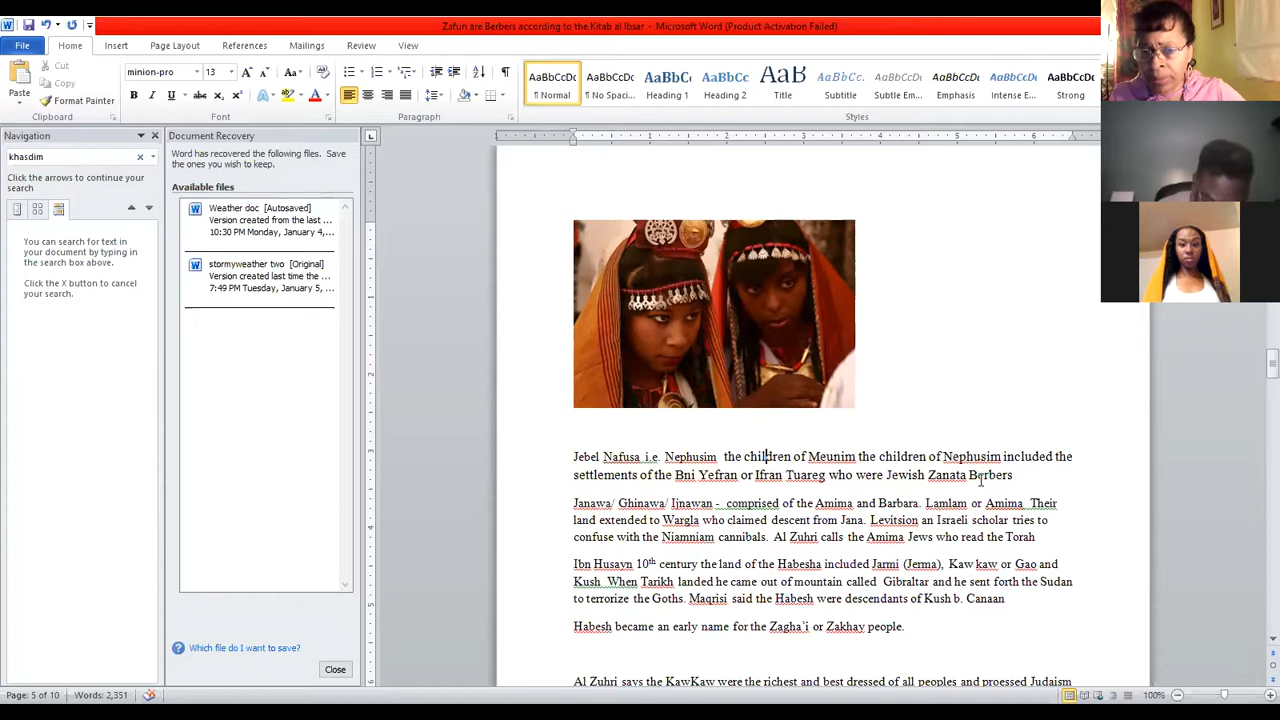 Zafun are Berbers according to the Kitab al Ibsar. - Microsoft Word (Product Activation Failed)
File Home Insert Page Layout References Mailings Review View
Paste
Cut
Copy
Format Painter
Clipboard
minion-pro 13
Font
Paragraph
AaBbCcDc ¶ Normal
AaBbCcDc ¶ No Spaci...
AaBbC Heading 1
AaBbCc Heading 2
AaB Title
AaBbCcDc Subtitle
AaBbCcDc Subtle Em...
AaBbCcDc Emphasis
AaBbCcDc Intense E...
AaBbCcDc Strong
Styles
Navigation
khasdim
Click the arrows to continue your
search
You can search for text in
your document by typing in
the search box above.
Click the X button to cancel
your search.
Document Recovery
Word has recovered the following files. Save
the ones you wish to keep.
Available files
Weather doc [Autosaved]
Version created from the last ...
10:30 PM Monday, January 4,...
stormyweather two [Original]
Version created last time the ...
7:49 PM Tuesday, January 5, ...
Which file do I want to save?
Close
1 2 3 4 5 6
Jebel Nafusa i.e. Nephusim the children of Meunim the children of Nephusim included the
settlements of the Bni Yefran or Ifran Tuareg who were Jewish Zanata Berbers
Janawa/ Ghinawa/ Iinawan - comprised of the Amima and Barbara. Lamlam or Amima Their
land extended to Wargla who claimed descent from Jana. Levitsion an Israeli scholar tries to
confuse with the Niamniam cannibals. Al Zuhri calls the Amima Jews who read the Torah
Ibn Husayn 10th century the land of the Habesha included Jarmi (Jerma), Kaw kaw or Gao and
Kush When Tarikh landed he came out of mountain called Gibraltar and he sent forth the Sudan
to terrorize the Goths. Maqrisi said the Habesh were descendants of Kush b. Canaan
Habesh became an early name for the Zagha'i or Zakhay people.
Al Zuhri says the KawKaw were the richest and best dressed of all peoples and proessed Judaism
Page: 5 of 10 Words: 2,351
100%